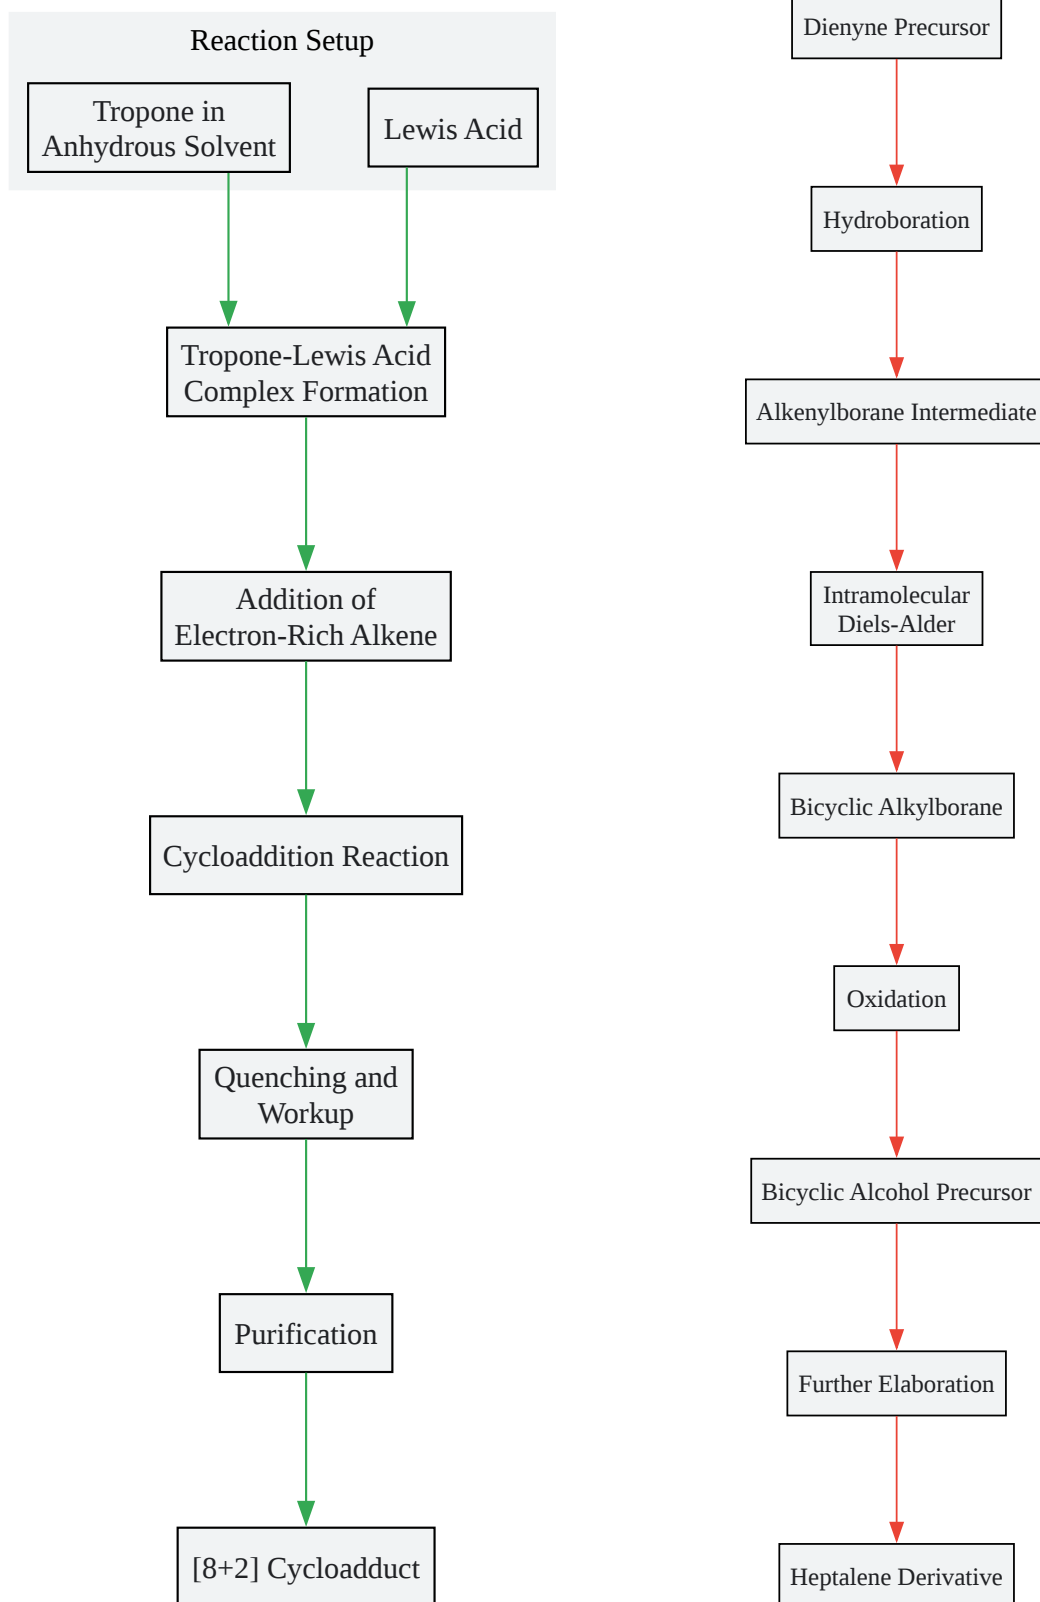 Reaction Setup
Tropone in
Anhydrous Solvent
Lewis Acid
Tropone-Lewis Acid
Complex Formation
Addition of
Electron-Rich Alkene
Cycloaddition Reaction
Quenching and
Workup
Purification
[8+2] Cycloadduct
Dienyne Precursor
Hydroboration
Alkenylborane Intermediate
Intramolecular
Diels-Alder
Bicyclic Alkylborane
Oxidation
Bicyclic Alcohol Precursor
Further Elaboration
Heptalene Derivative